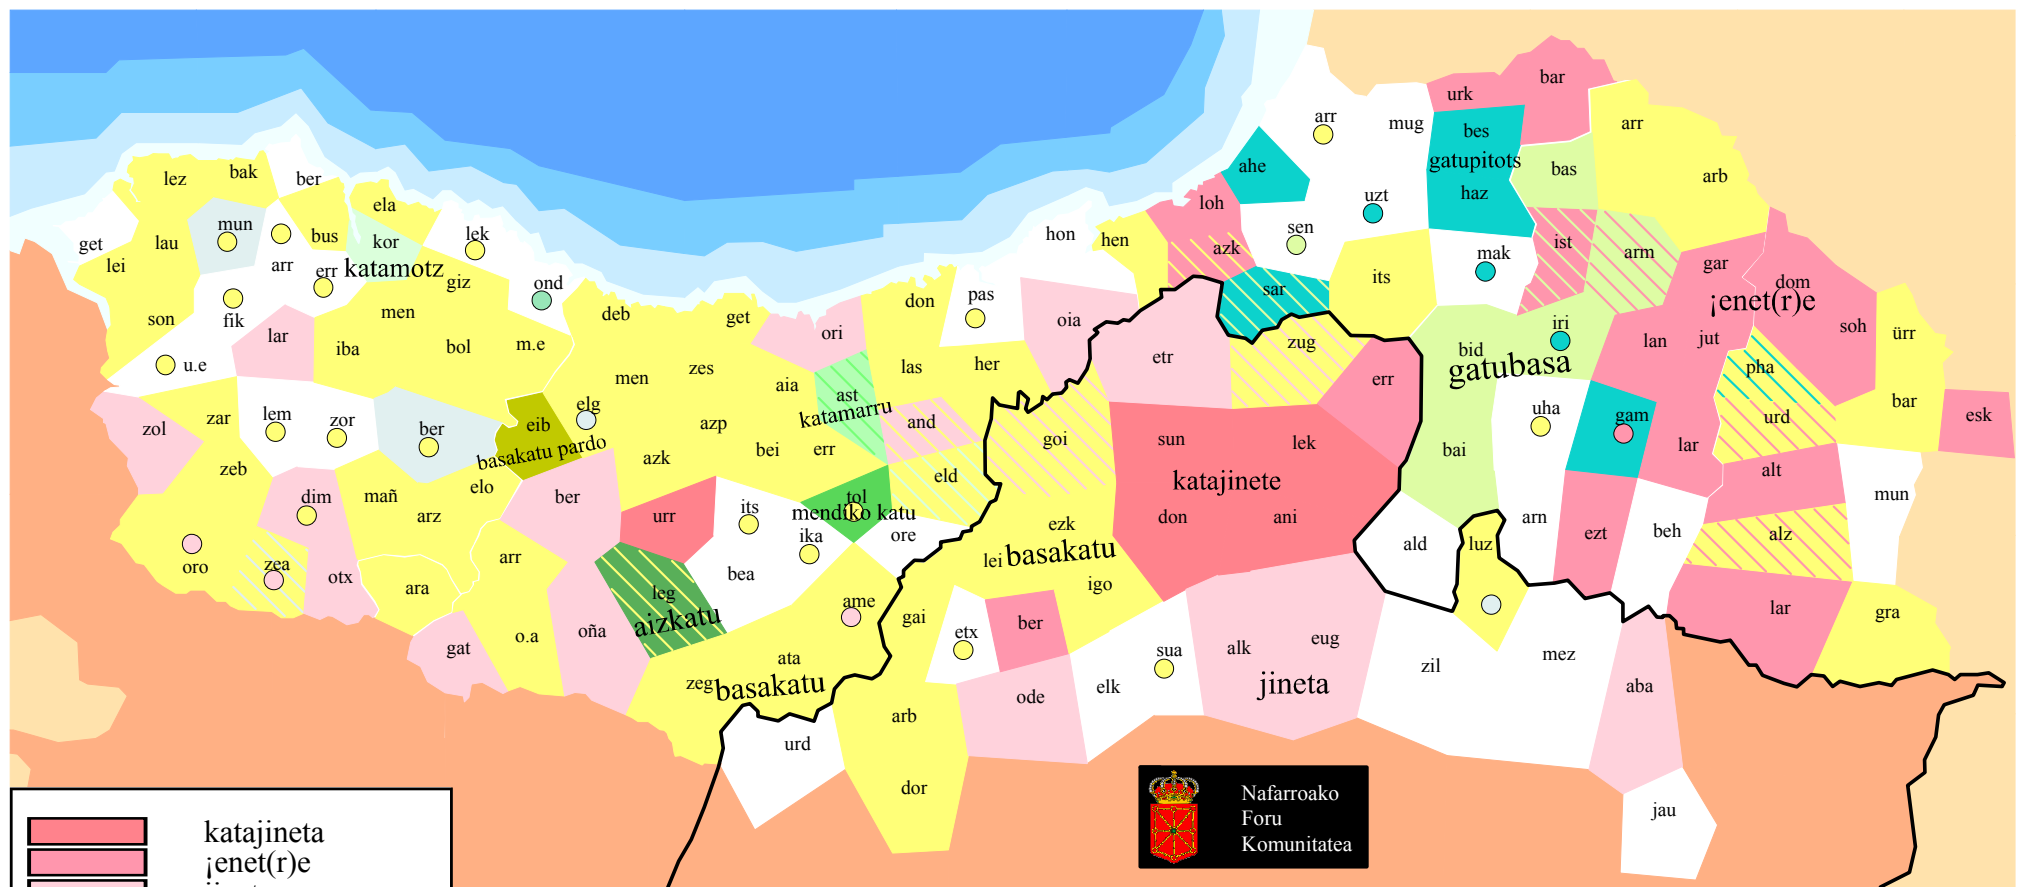 bar
urk
arr
mug
bes
arr
gatupitots
ahe
bas
arb
haz
lez
bak
ber
uzt
loh
ela
mun
bus
lek
sen
get
lau
kor
hon
hen
azk
ist
arm
mak
lei
arr
err
katamotz
giz
ond
its
gar
dom
sar
¡enet(r)e
don
pas
son
fik
men
deb
get
ori
oia
iri
soh
ürr
lar
iba
bol
m.e
zug
bid
lan
jut
u.e
men
zes
aia
las
her
etr
err
gatubasa
pha
ast
katamarru
bar
zar
lem
zor
elg
uha
gam
urd
esk
zol
ber
eib
azp
and
goi
sun
lek
basakatu pardo
azk
bei
err
bai
lar
zeb
elo
eld
katajinete
alt
dim
mañ
ber
tol
mun
arz
urr
its
mendiko katu
ezk
don
ani
arn
ika
ore
ald
luz
ezt
beh
alz
oro
zea
otx
arr
bea
lei
basakatu
ara
leg
igo
aizkatu
ame
gai
etx
ber
lar
gra
gat
o.a
oña
ata
sua
alk
eug
zil
mez
zeg
basakatu
ode
elk
jineta
aba
arb
urd
dor
Nafarroako
Foru
Komunitatea
jau
katajineta
¡enet(r)e